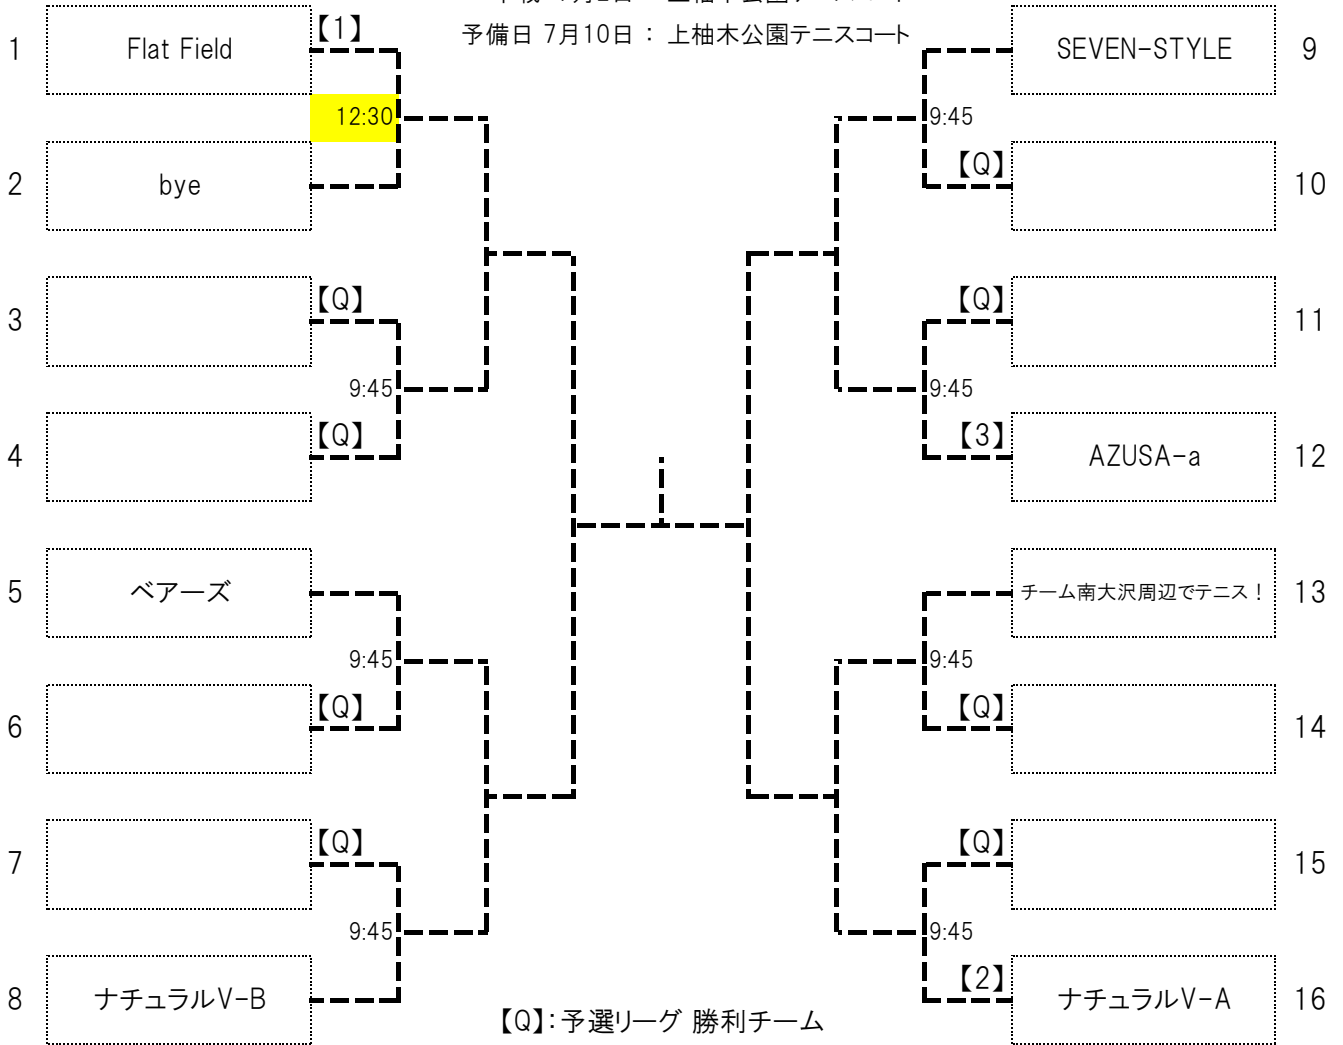 予備日 7月10日 : 上柚木公園テニスコート
1 Flat Field 【1】
12:30
2 bye
3 【Q】
9:45
4 【Q】
5 ベアーズ
9:45
6 【Q】
7 【Q】
9:45
8 ナチュラルV-B
SEVEN-STYLE 9
9:45
【Q】 10
【Q】 11
9:45
【3】 AZUSA-a 12
チーム南大沢周辺でテニス! 13
9:45
【Q】 14
【Q】 15
9:45
【2】 ナチュラルV-A 16
【Q】:予選リーグ 勝利チーム